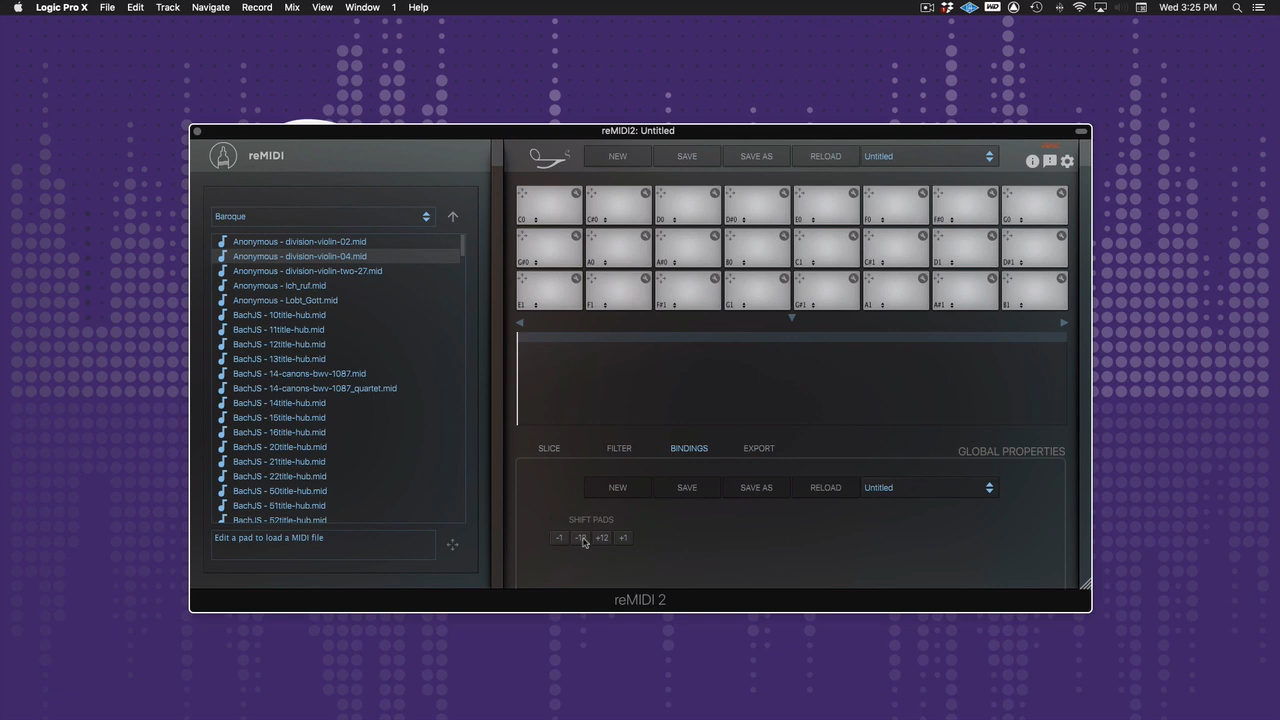 Logic Pro X File Edit Track Navigate Record Mix View Window 1 Help Wed 3:25 PM
reMIDI2: Untitled
reMIDI
NEW SAVE SAVE AS RELOAD Untitled
Baroque
C0 C#0 D0 D#0 E0 F0 F#0 G0
G#0 A0 A#0 B0 C1 C#1 D1 D#1
E1 F1 F#1 G1 G#1 A1 A#1 B1
Anonymous - division-violin-02.mid
Anonymous - division-violin-04.mid
Anonymous - division-violin-two-27.mid
Anonymous - Ich_ruf.mid
Anonymous - Lobt_Gott.mid
BachJS - 10title-hub.mid
BachJS - 11title-hub.mid
BachJS - 12title-hub.mid
BachJS - 13title-hub.mid
BachJS - 14-canons-bwv-1087.mid
BachJS - 14-canons-bwv-1087_quartet.mid
BachJS - 14title-hub.mid
BachJS - 15title-hub.mid
BachJS - 16title-hub.mid
BachJS - 20title-hub.mid
BachJS - 21title-hub.mid
BachJS - 22title-hub.mid
BachJS - 50title-hub.mid
BachJS - 51title-hub.mid
BachJS - 52title-hub.mid
Edit a pad to load a MIDI file
SLICE FILTER BINDINGS EXPORT GLOBAL PROPERTIES
NEW SAVE SAVE AS RELOAD Untitled
SHIFT PADS
-1 -12 +12 +1
reMIDI 2